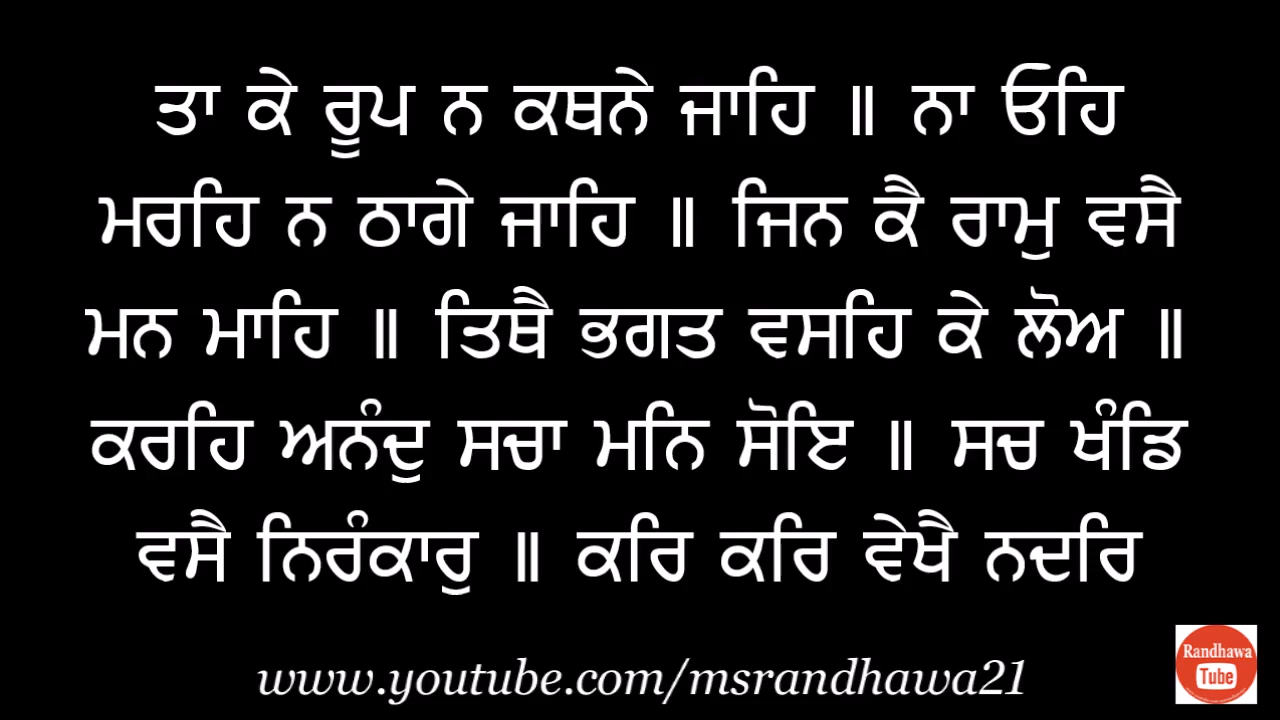 ਤਾ ਕੇ ਰੂਪ ਨ ਕਥਨੇ ਜਾਹਿ ॥ ਨਾ ਓਹਿ
ਮਰਹਿ ਨ ਠਾਗੇ ਜਾਹਿ ॥ ਜਿਨ ਕੈ ਰਾਮੁ ਵਸੈ
ਮਨ ਮਾਹਿ ॥ ਤਿਥੈ ਭਗਤ ਵਸਹਿ ਕੇ ਲੋਅ ॥
ਕਰਹਿ ਅਨੰਦੁ ਸਚਾ ਮਨਿ ਸੋਇ ॥ ਸਚ ਖੰਡਿ
ਵਸੈ ਨਿਰੰਕਾਰੁ ॥ ਕਰਿ ਕਰਿ ਵੇਖੈ ਨਦਰਿ
www.youtube.com/msrandhawa21
Randhawa
Tube